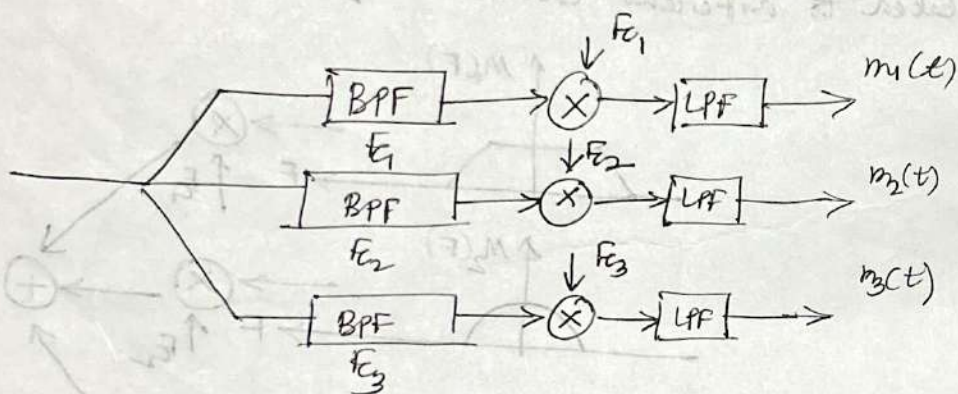 Fc1
BPF
X
LPF
m1(t)
Fc1
Fc2
BPF
X
LPF
m2(t)
Fc2
Fc3
BPF
X
LPF
m3(t)
Fc3